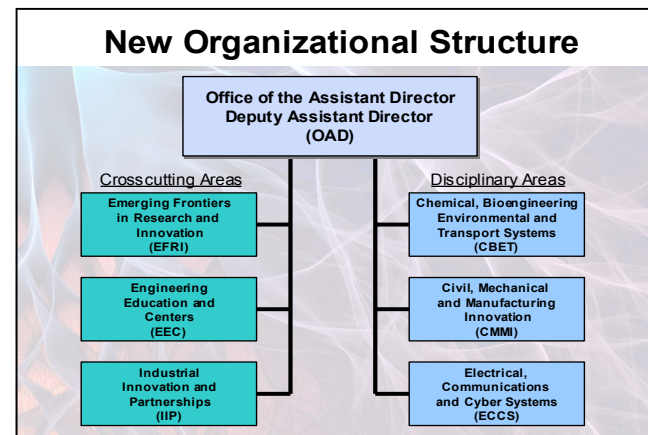 New Organizational Structure
Office of the Assistant Director
Deputy Assistant Director
(OAD)
Crosscutting Areas
Emerging Frontiers
in Research and
Innovation
(EFRI)
Engineering
Education and
Centers
(EEC)
Industrial
Innovation and
Partnerships
(IIP)
Disciplinary Areas
Chemical, Bioengineering
Environmental and
Transport Systems
(CBET)
Civil, Mechanical
and Manufacturing
Innovation
(CMMI)
Electrical,
Communications
and Cyber Systems
(ECCS)